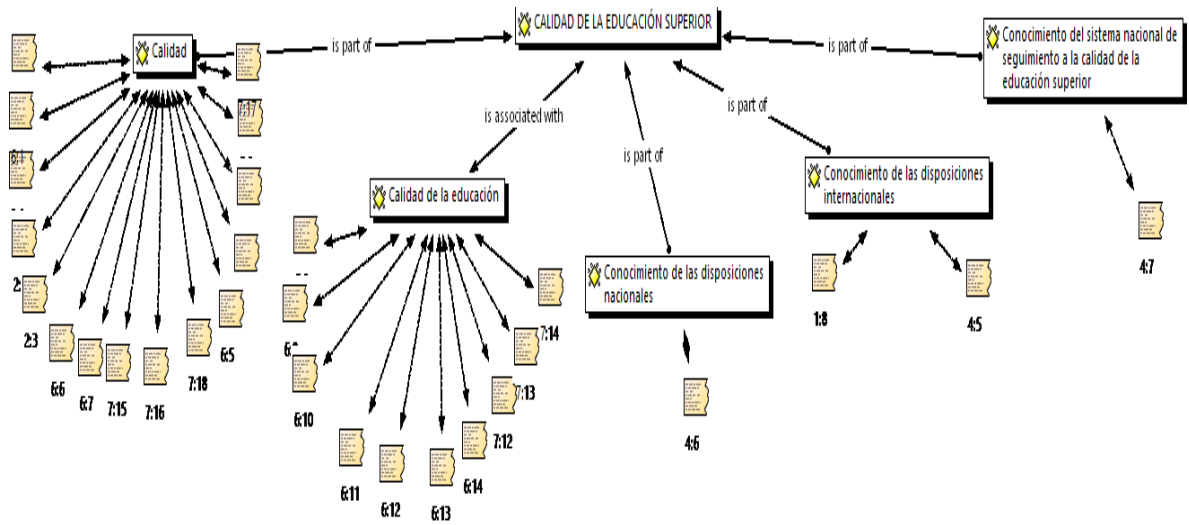 CALIDAD DE LA EDUCACIÓN SUPERIOR
Calidad
is part of
is part of
Conocimiento del sistema nacional de
seguimiento a la calidad de la
educación superior
is associated with
is part of
is part of
Calidad de la educación
Conocimiento de las disposiciones
internacionales
Conocimiento de las disposiciones
nacionales
2:3
6:6
6:7
7:15
7:16
7:18
6:5
6:10
6:11
6:12
6:13
6:14
7:12
7:13
7:14
4:6
1:8
4:5
4:7